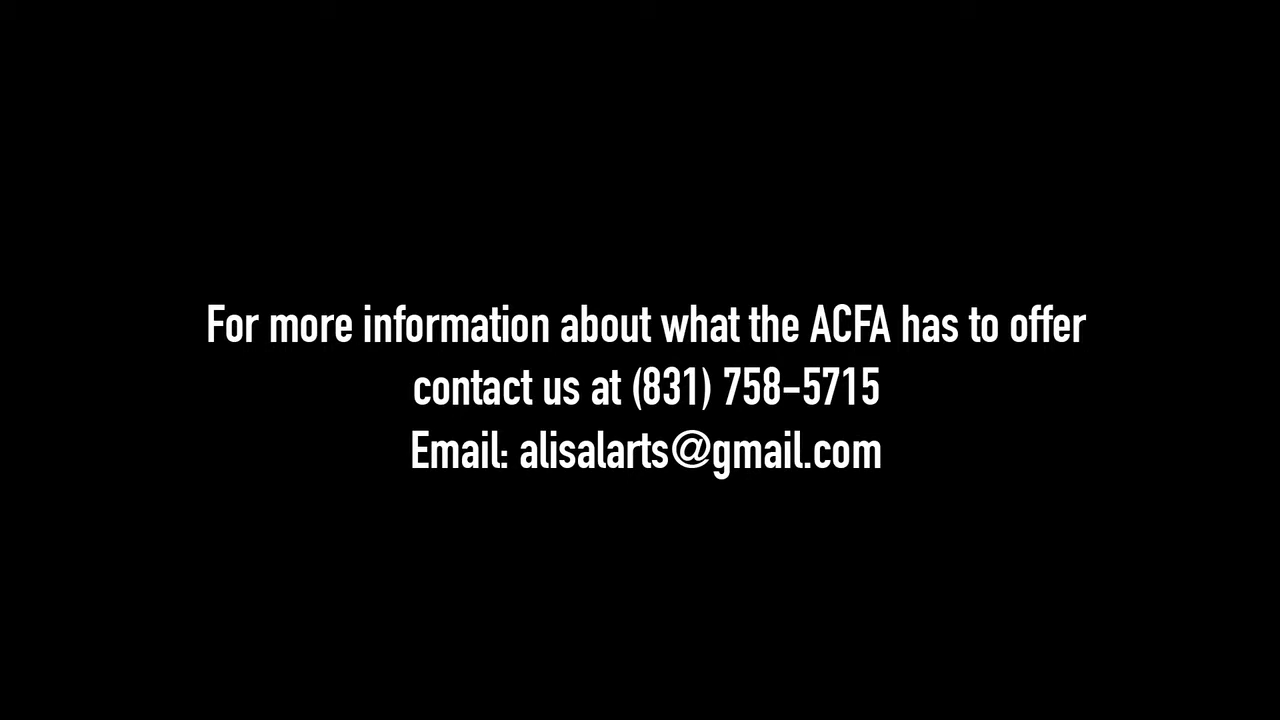 For more information about what the ACFA has to offer
contact us at (831) 758-5715
Email: alisalarts@gmail.com